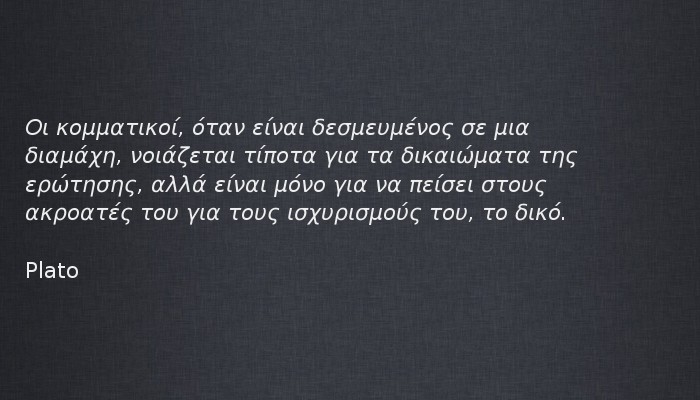 Οι κομματικοί, όταν είναι δεσμευμένος σε μια
διαμάχη, νοιάζεται τίποτα για τα δικαιώματα της
ερώτησης, αλλά είναι μόνο για να πείσει στους
ακροατές του για τους ισχυρισμούς του, το δικό.
Plato